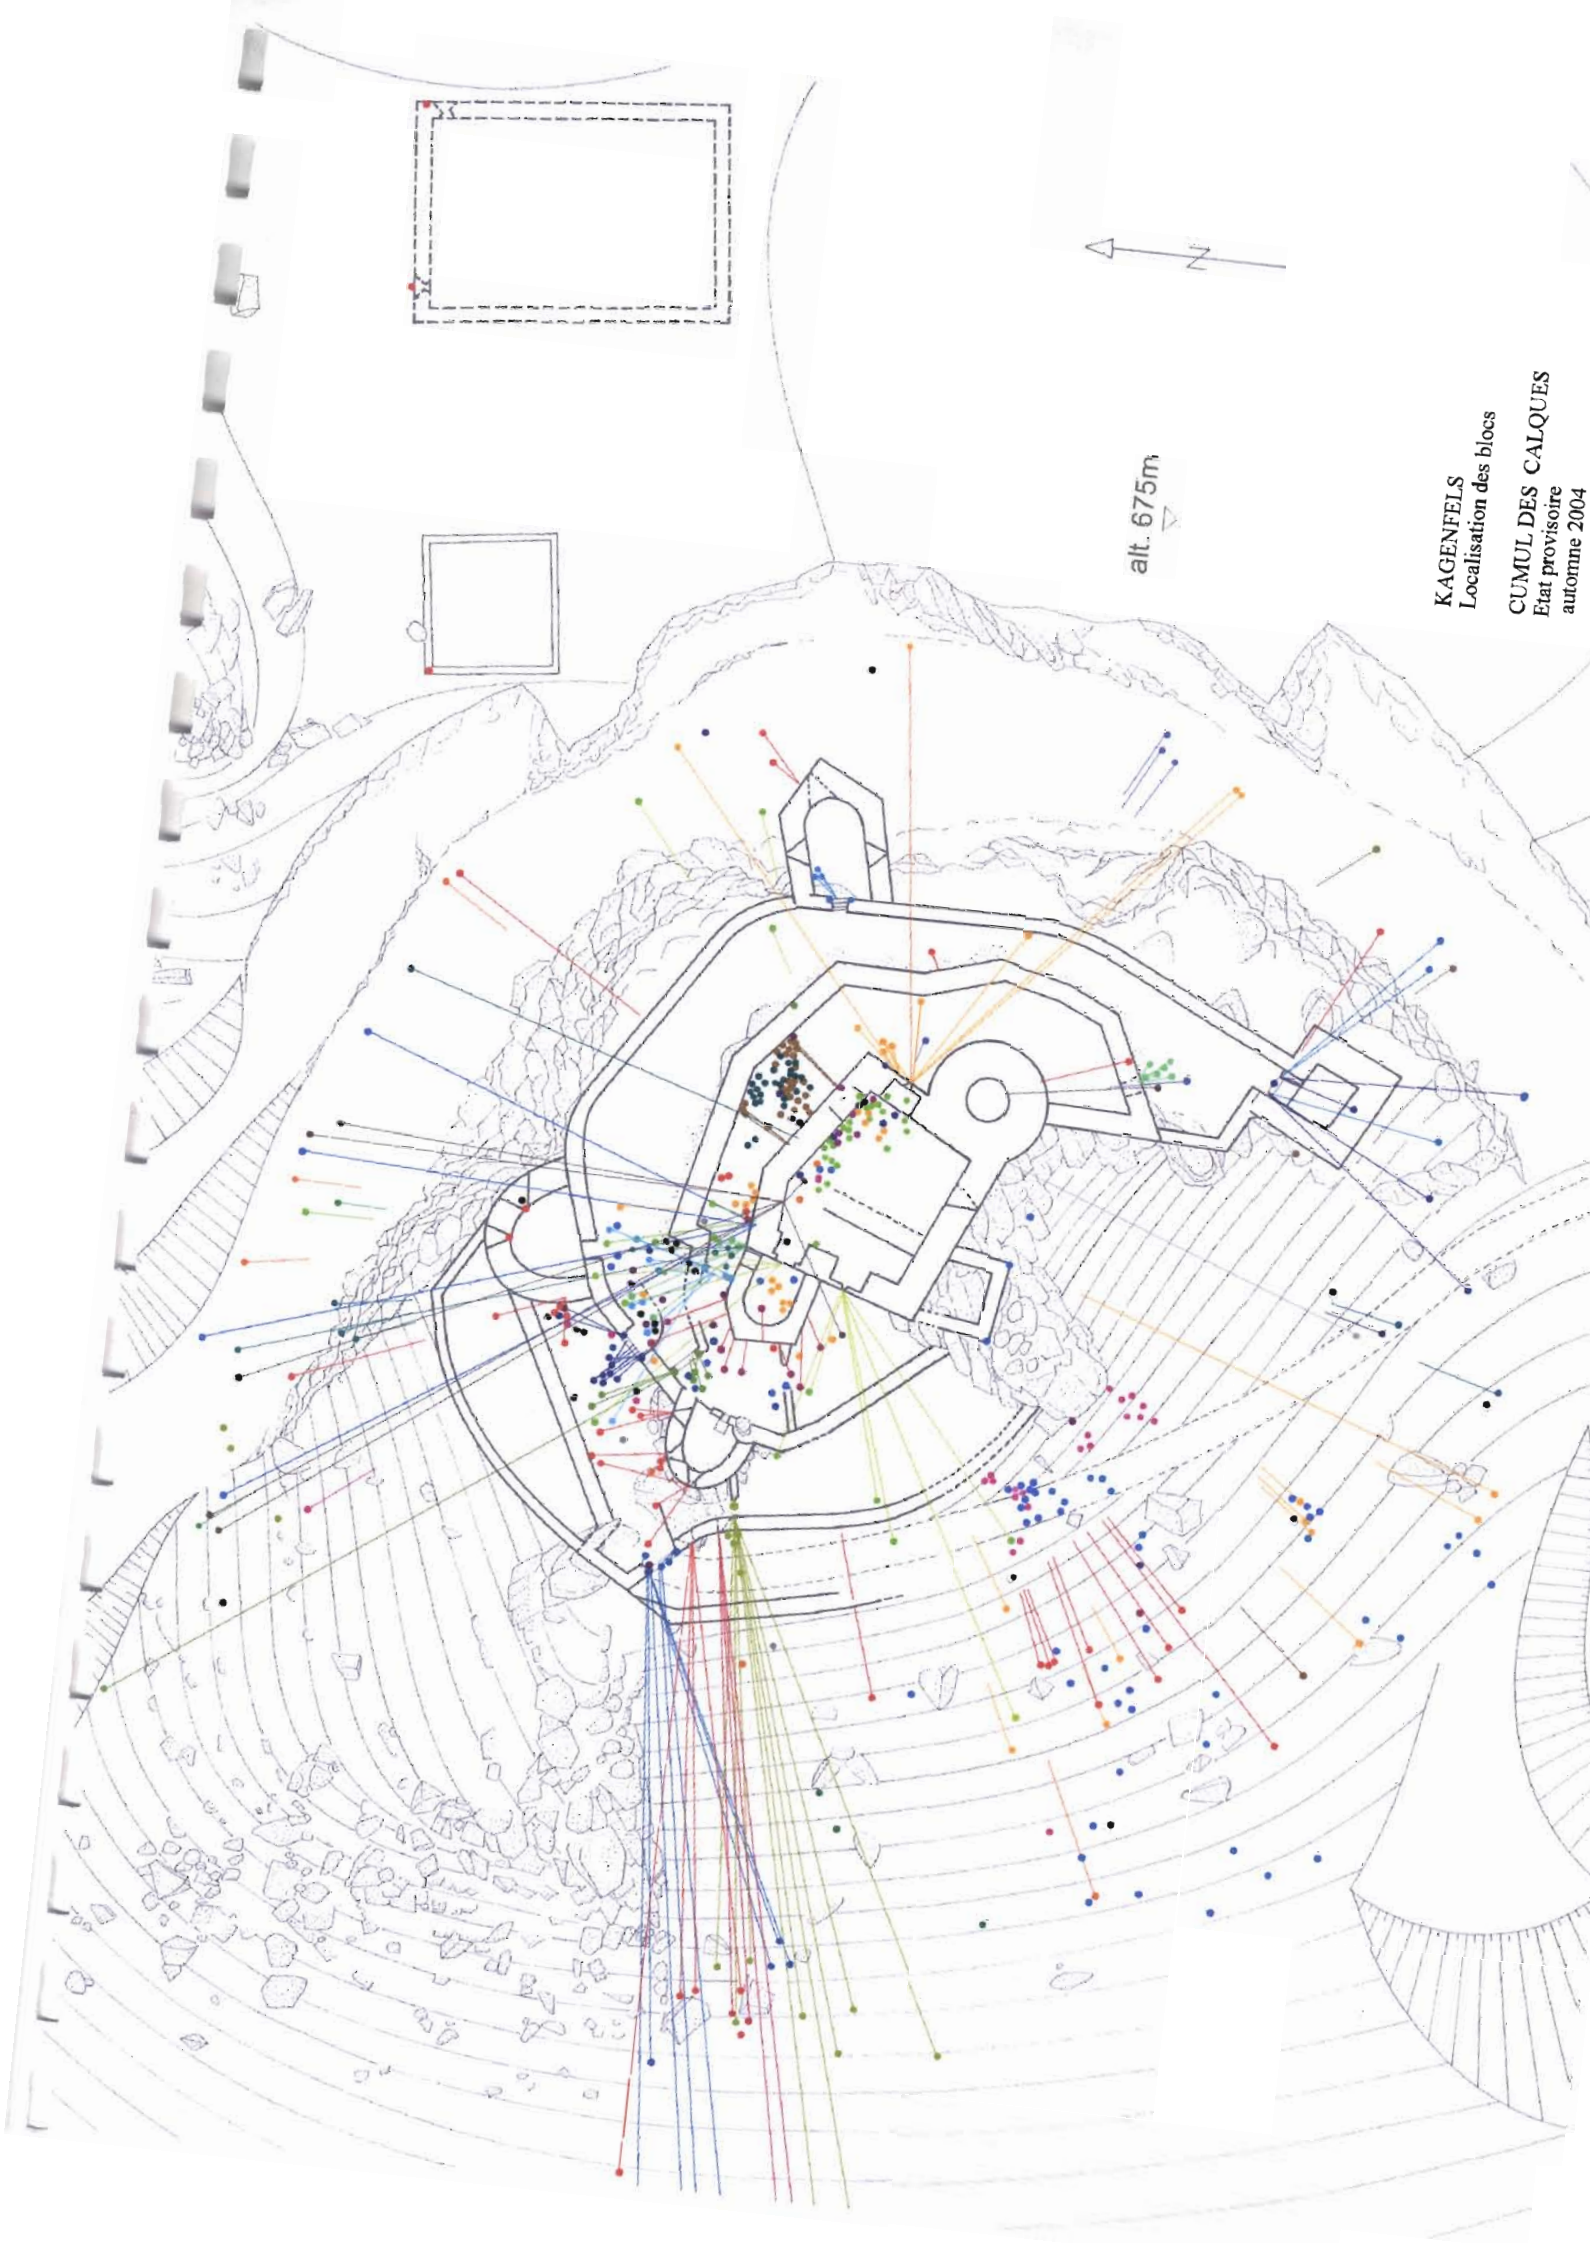 N
alt. 675m
KAGENFELS
Localisation des blocs
CUMUL DES CALQUES
Etat provisoire
automne 2004